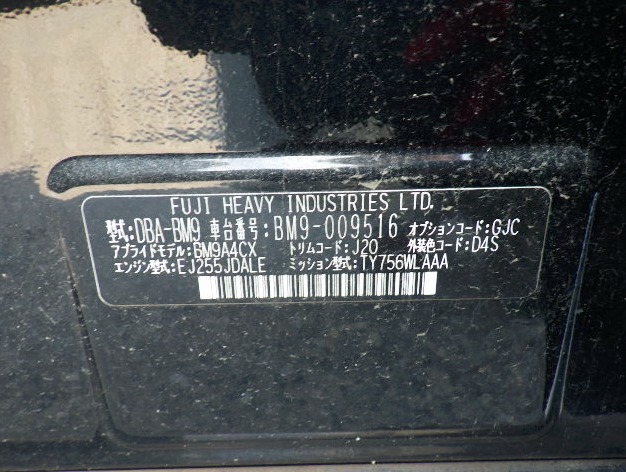 FUJI HEAVY INDUSTRIES LTD.
型式:DBA-BM9 車台番号:BM9-009516 オプションコード:GJC
アプライドモデル:BM9A4CX トリムコード:J20 外装色コード:D4S
エンジン型式:EJ255JDALE ミッション型式:TY756WLAAA